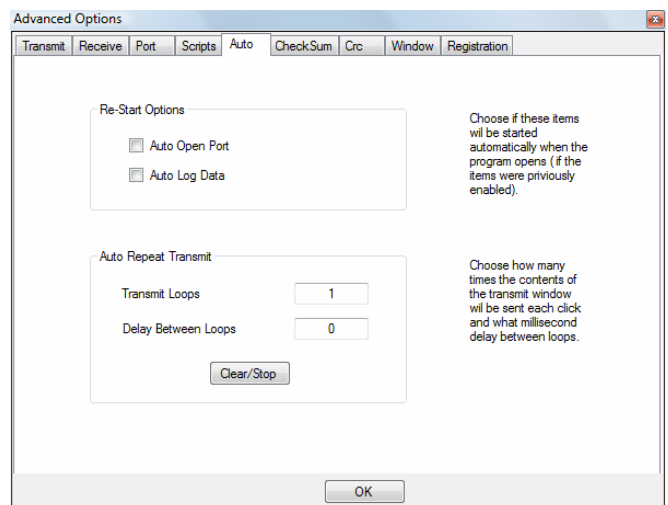 Advanced Options
Transmit Receive Port Scripts Auto CheckSum Crc Window Registration
Re-Start Options
Auto Open Port
Auto Log Data
Choose if these items
wil be started
automatically when the
program opens ( if the
items were priviously
enabled).
Auto Repeat Transmit
Transmit Loops 1
Delay Between Loops 0
Clear/Stop
Choose how many
times the contents of
the transmit window
wil be sent each click
and what millisecond
delay between loops.
OK